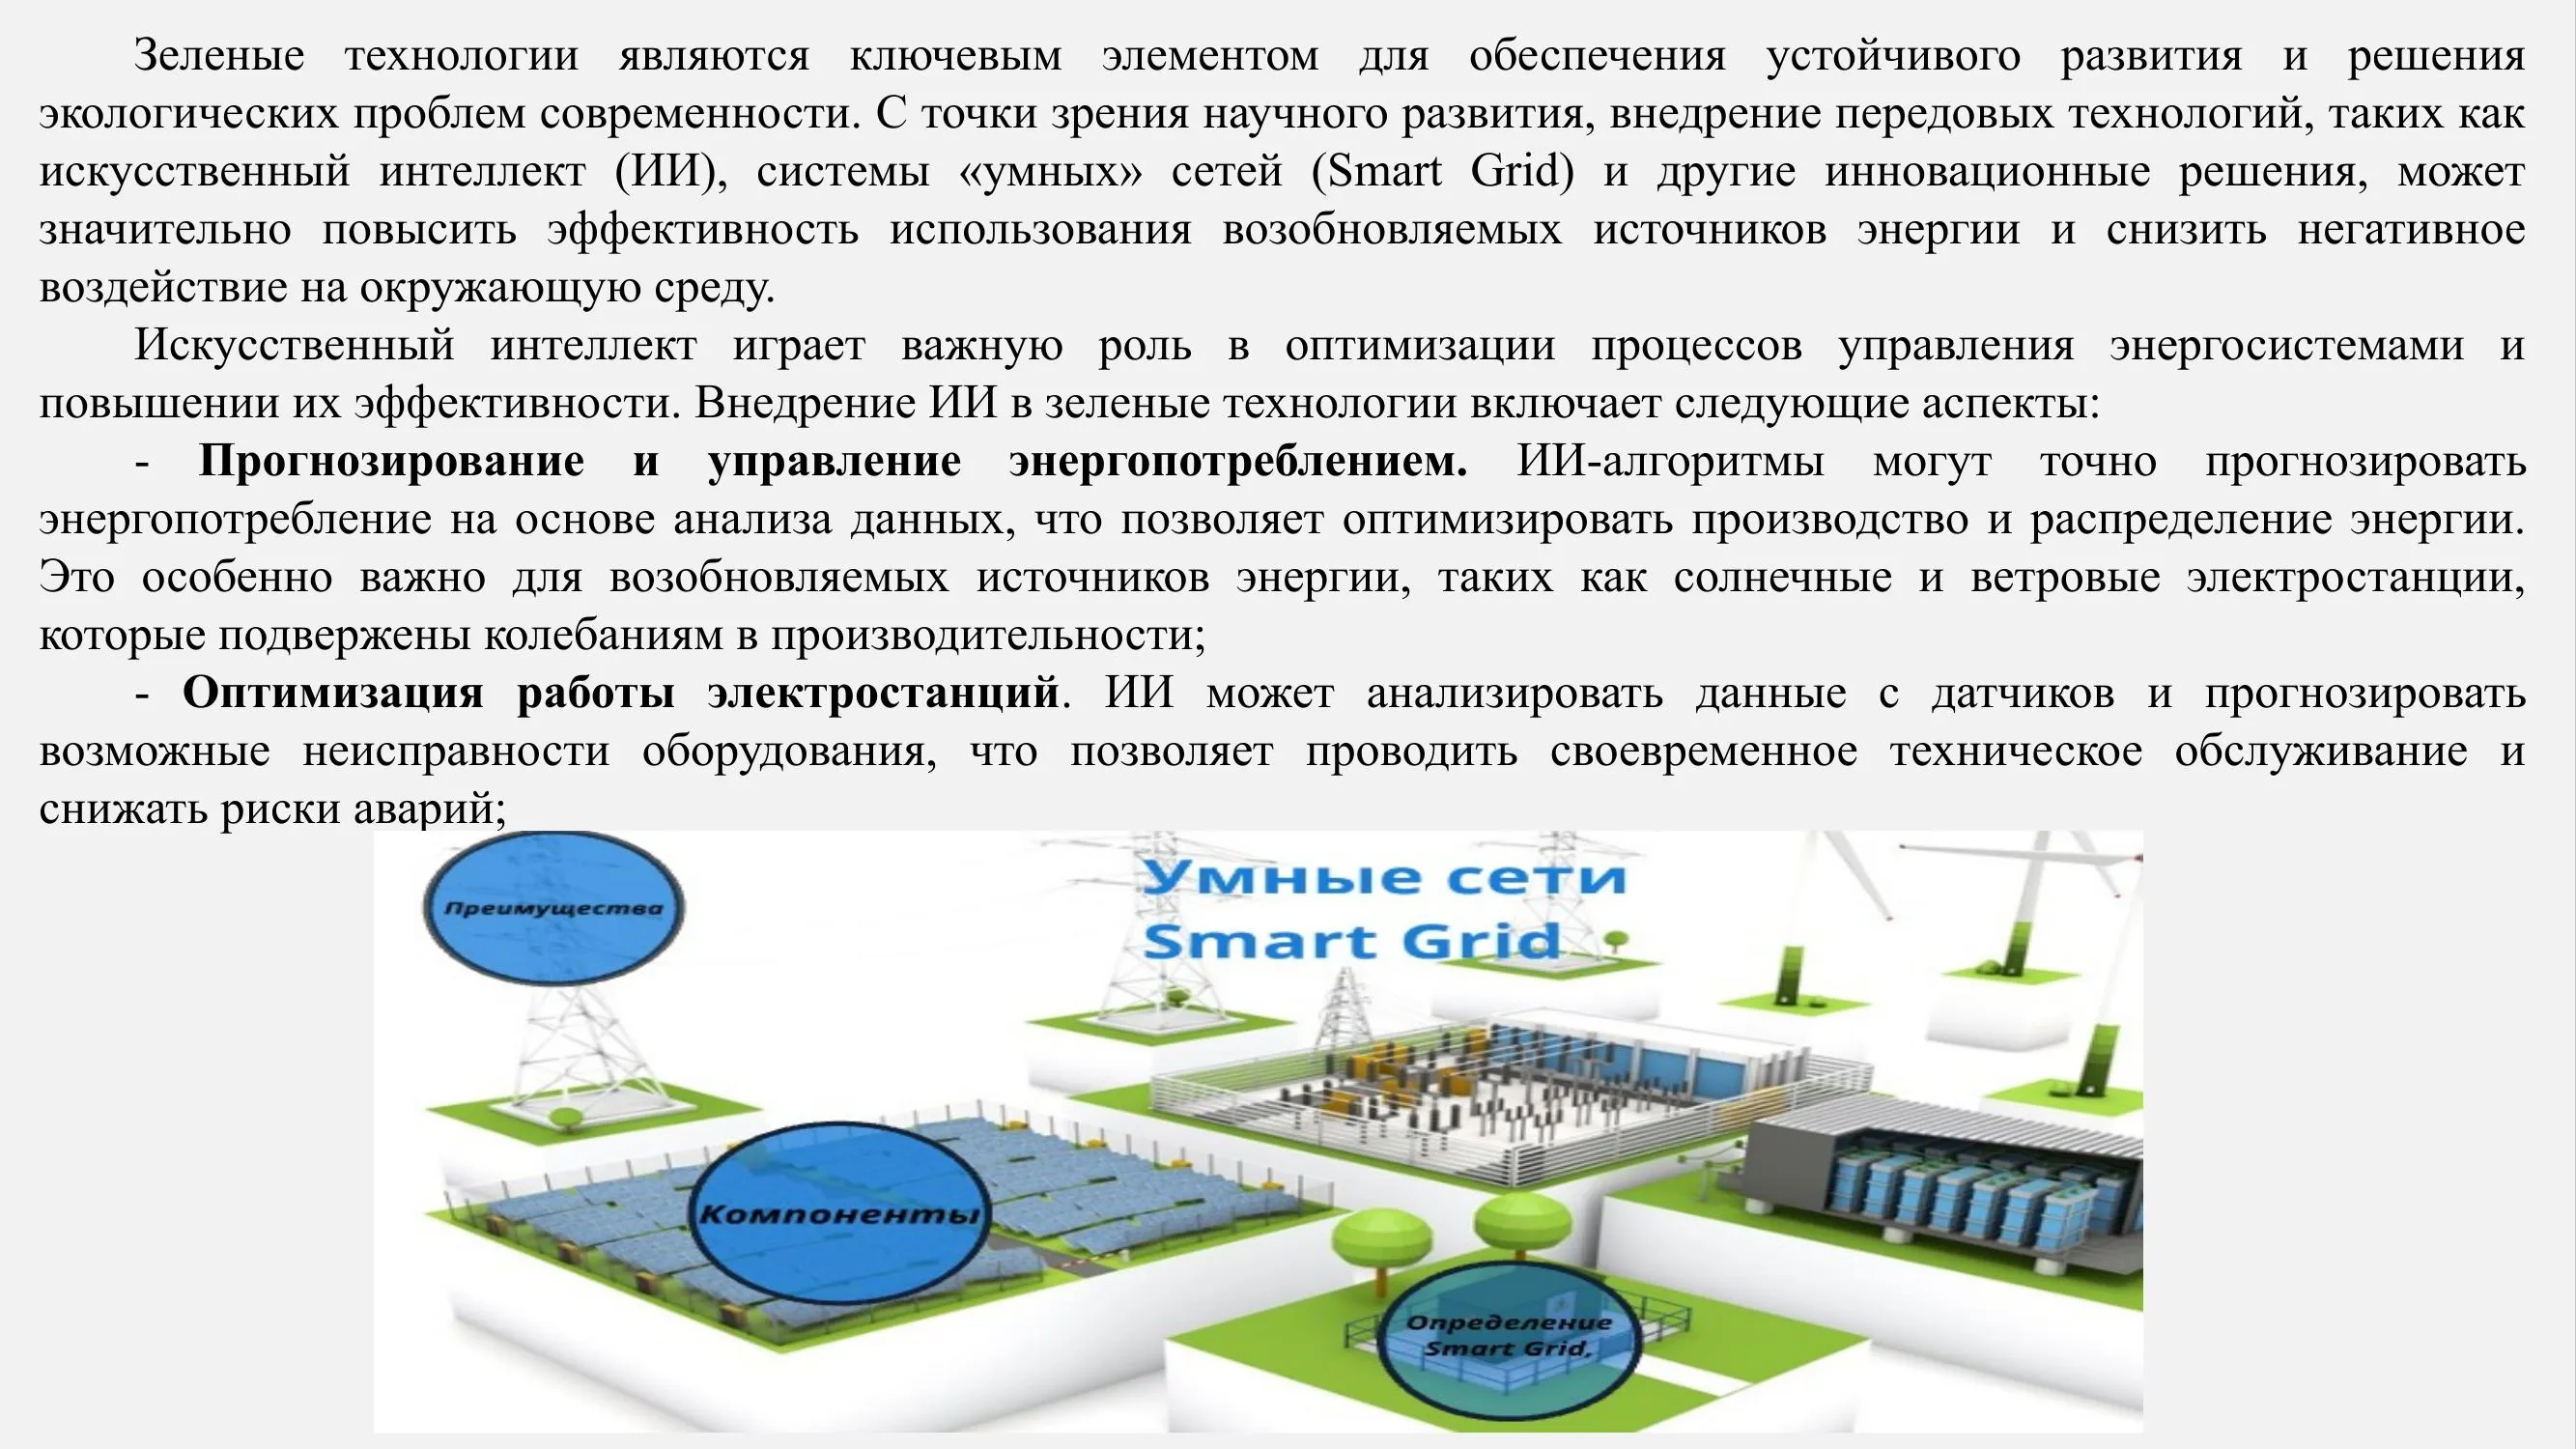 Зеленые технологии являются ключевым элементом для обеспечения устойчивого развития и решения
экологических проблем современности. С точки зрения научного развития, внедрение передовых технологий, таких как
искусственный интеллект (ИИ), системы «умных» сетей (Smart Grid) и другие инновационные решения, может
значительно повысить эффективность использования возобновляемых источников энергии и снизить негативное
воздействие на окружающую среду.
Искусственный интеллект играет важную роль в оптимизации процессов управления энергосистемами и
повышении их эффективности. Внедрение ИИ в зеленые технологии включает следующие аспекты:
- Прогнозирование и управление энергопотреблением. ИИ-алгоритмы могут точно прогнозировать
энергопотребление на основе анализа данных, что позволяет оптимизировать производство и распределение энергии.
Это особенно важно для возобновляемых источников энергии, таких как солнечные и ветровые электростанции,
которые подвержены колебаниям в производительности;
- Оптимизация работы электростанций. ИИ может анализировать данные с датчиков и прогнозировать
возможные неисправности оборудования, что позволяет проводить своевременное техническое обслуживание и
снижать риски аварий;
Умные сети
Smart Grid
Преимущества
Компоненты
Определение
Smart Grid,